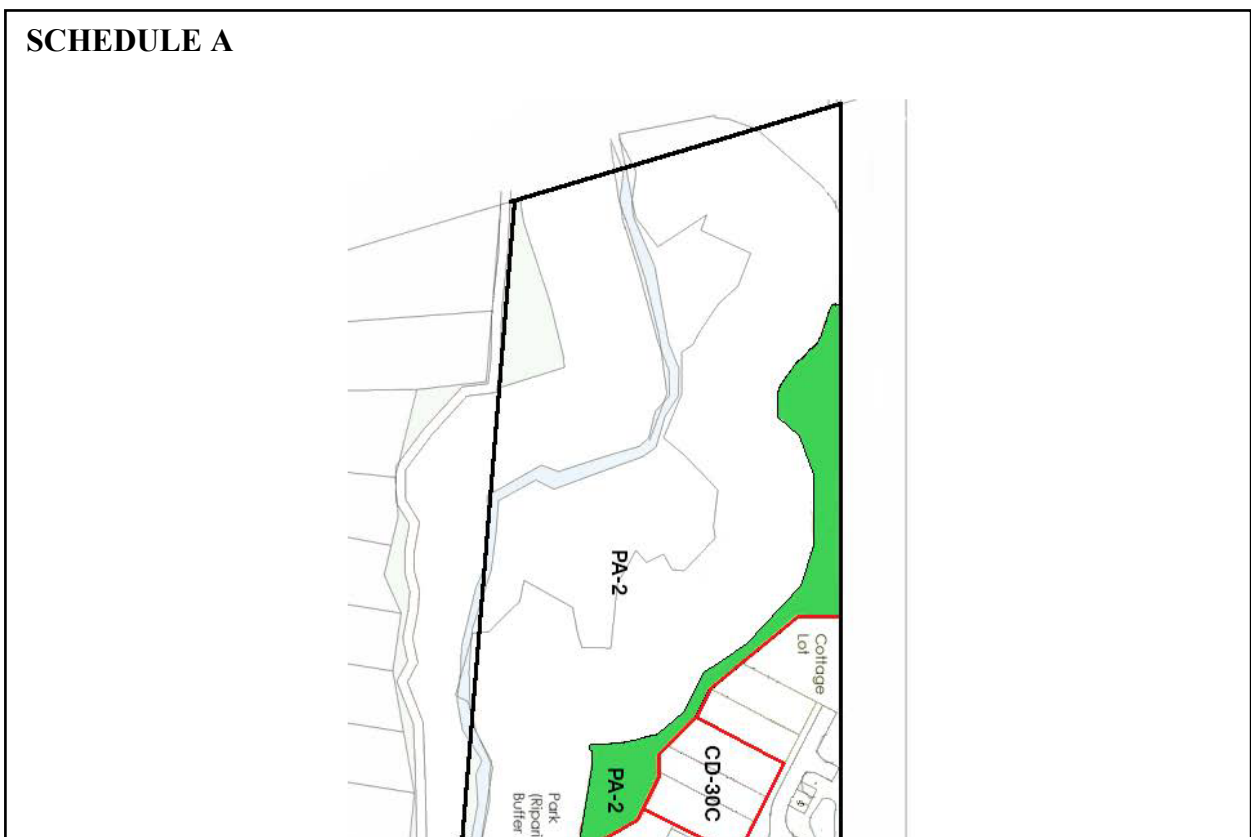 SCHEDULE A
PA-2
Cottage
Lot
CD-30C
PA-2
Park
(Ripari
Buffer